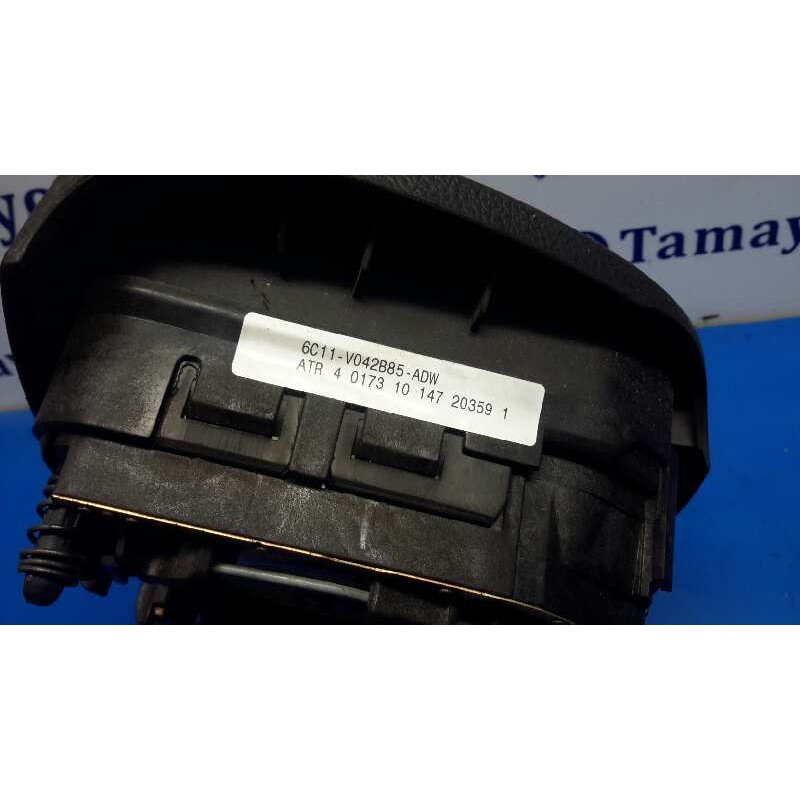 Tamay
6C11-V042B85-ADW
ATR 4 0173 10 147 20359 1